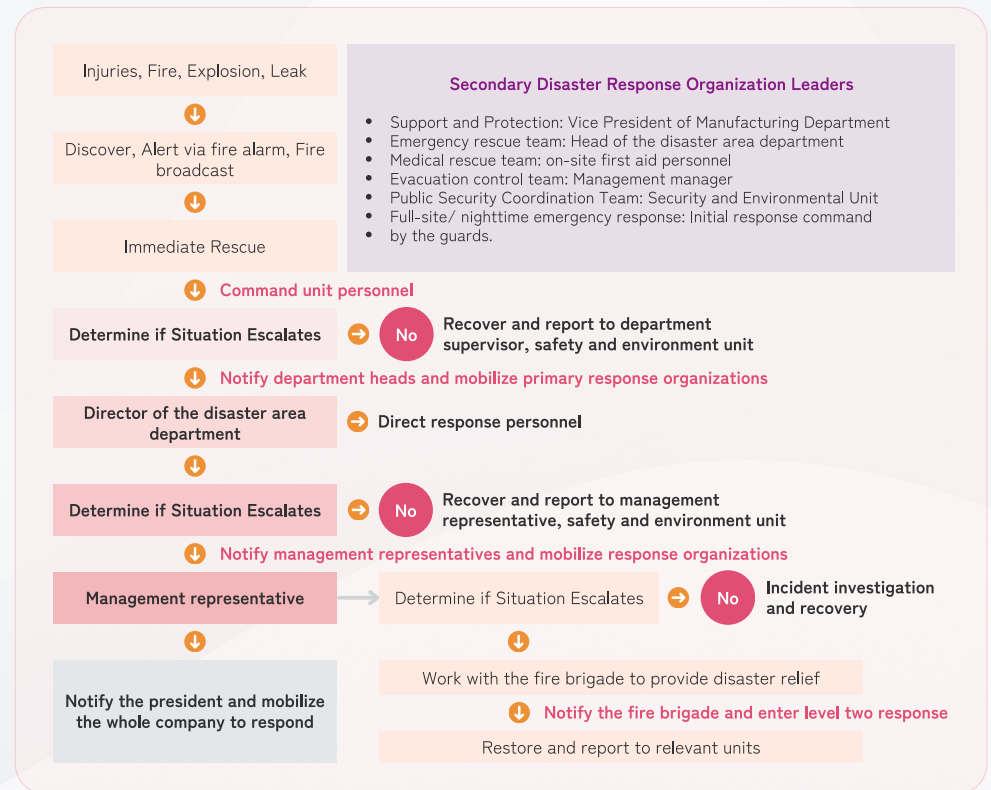 Injuries, Fire, Explosion, Leak
Discover, Alert via fire alarm, Fire
broadcast
Immediate Rescue
Secondary Disaster Response Organization Leaders
• Support and Protection: Vice President of Manufacturing Department
• Emergency rescue team: Head of the disaster area department
• Medical rescue team: on-site first aid personnel
• Evacuation control team: Management manager
• Public Security Coordination Team: Security and Environmental Unit
• Full-site/ nighttime emergency response: Initial response command
• by the guards.
Command unit personnel
Determine if Situation Escalates
No
Recover and report to department
supervisor, safety and environment unit
Notify department heads and mobilize primary response organizations
Director of the disaster area
department
Direct response personnel
Determine if Situation Escalates
No
Recover and report to management
representative, safety and environment unit
Notify management representatives and mobilize response organizations
Management representative
Determine if Situation Escalates
No
Incident investigation
and recovery
Notify the president and mobilize
the whole company to respond
Work with the fire brigade to provide disaster relief
Notify the fire brigade and enter level two response
Restore and report to relevant units